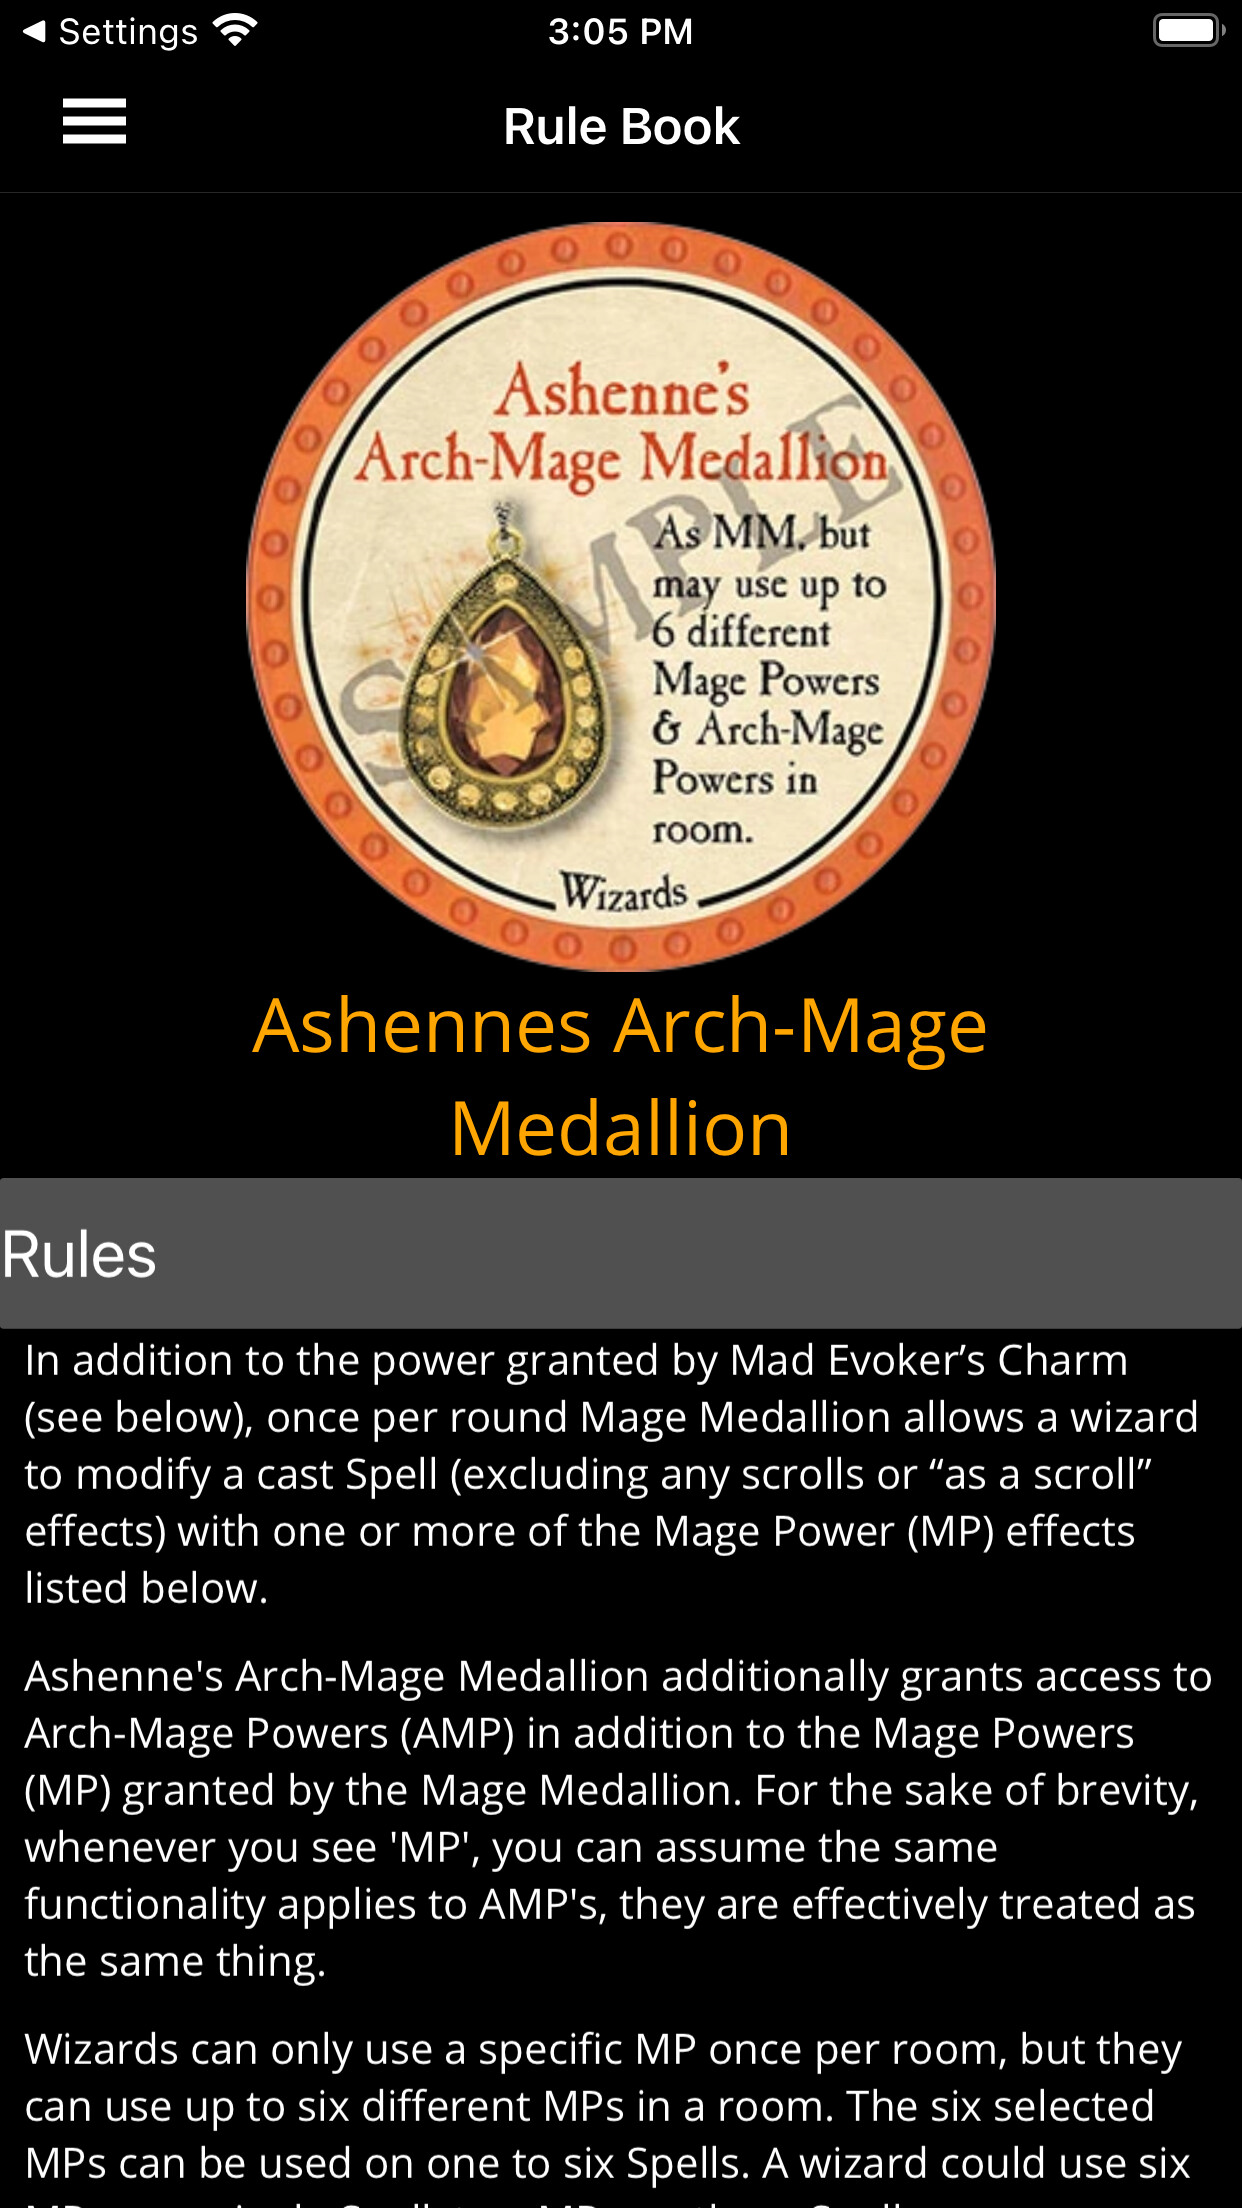 Settings
3:05 PM
Rule Book
Ashenne's
Arch-Mage Medallion
SAMPLE
As MM, but
may use up to
6 different
Mage Powers
& Arch-Mage
Powers in
room.
Wizards
Ashennes Arch-Mage
Medallion
Rules
In addition to the power granted by Mad Evoker’s Charm
(see below), once per round Mage Medallion allows a wizard
to modify a cast Spell (excluding any scrolls or “as a scroll”
effects) with one or more of the Mage Power (MP) effects
listed below.
Ashenne's Arch-Mage Medallion additionally grants access to
Arch-Mage Powers (AMP) in addition to the Mage Powers
(MP) granted by the Mage Medallion. For the sake of brevity,
whenever you see 'MP', you can assume the same
functionality applies to AMP's, they are effectively treated as
the same thing.
Wizards can only use a specific MP once per room, but they
can use up to six different MPs in a room. The six selected
MPs can be used on one to six Spells. A wizard could use six